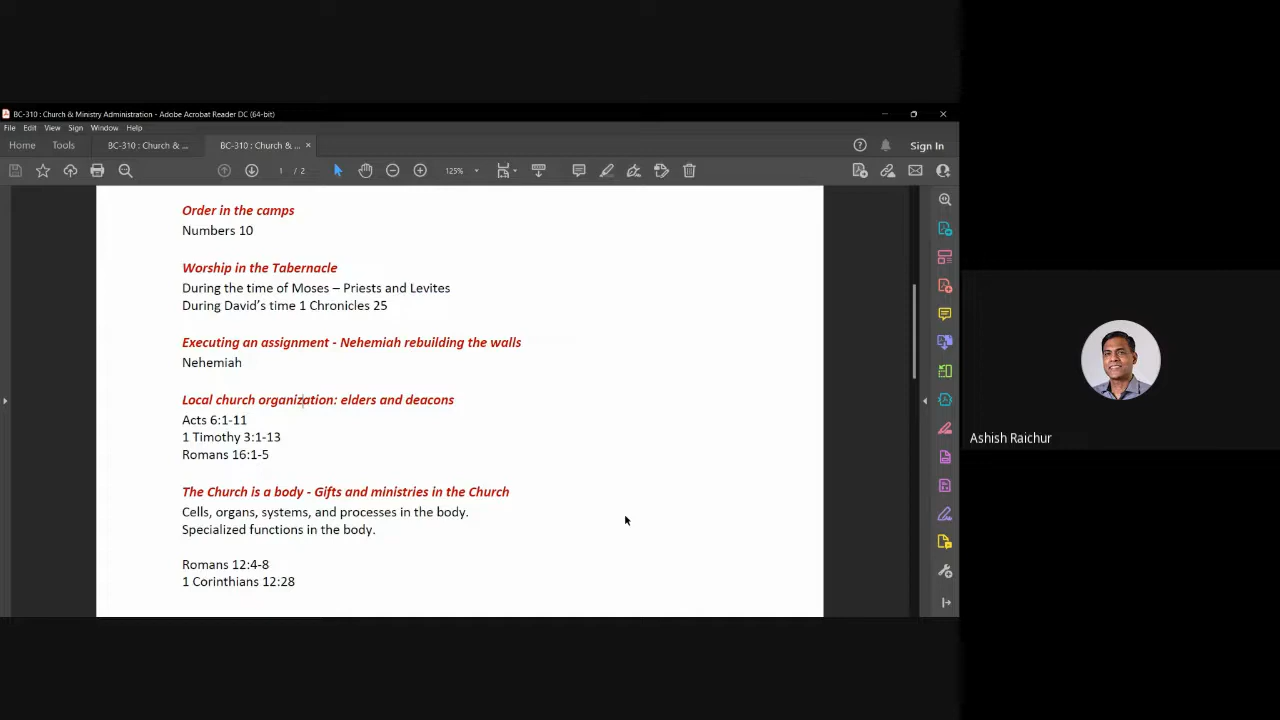 BC-310 : Church & Ministry Administration - Adobe Acrobat Reader DC (64-bit)
File Edit View Sign Window Help
Home Tools BC-310 : Church & ... BC-310 : Church & ... × Sign In
1 / 2 125%
Order in the camps
Numbers 10
Worship in the Tabernacle
During the time of Moses – Priests and Levites
During David's time 1 Chronicles 25
Executing an assignment - Nehemiah rebuilding the walls
Nehemiah
Local church organization: elders and deacons
Acts 6:1-11
1 Timothy 3:1-13
Romans 16:1-5
The Church is a body - Gifts and ministries in the Church
Cells, organs, systems, and processes in the body.
Specialized functions in the body.
Romans 12:4-8
1 Corinthians 12:28
Ashish Raichur